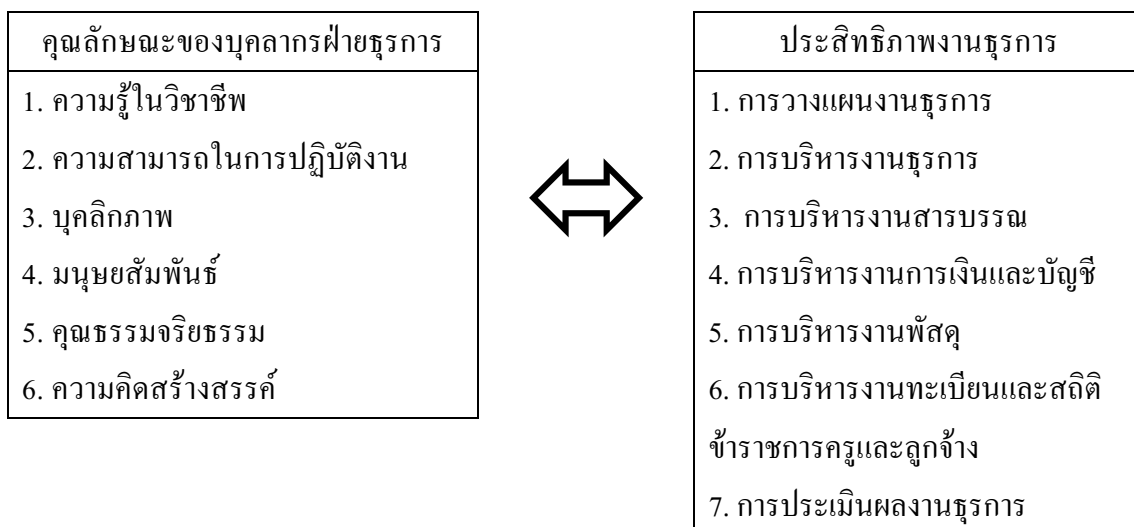 คุณลักษณะของบุคลากรฝ่ายธุรการ
1. ความรู้ในวิชาชีพ
2. ความสามารถในการปฏิบัติงาน
3. บุคลิกภาพ
4. มนุษยสัมพันธ์
5. คุณธรรมจริยธรรม
6. ความคิดสร้างสรรค์
ประสิทธิภาพงานธุรการ
1. การวางแผนงานธุรการ
2. การบริหารงานธุรการ
3. การบริหารงานสารบรรณ
4. การบริหารงานการเงินและบัญชี
5. การบริหารงานพัสดุ
6. การบริหารงานทะเบียนและสถิติ
ข้าราชการครูและลูกจ้าง
7. การประเมินผลงานธุรการ